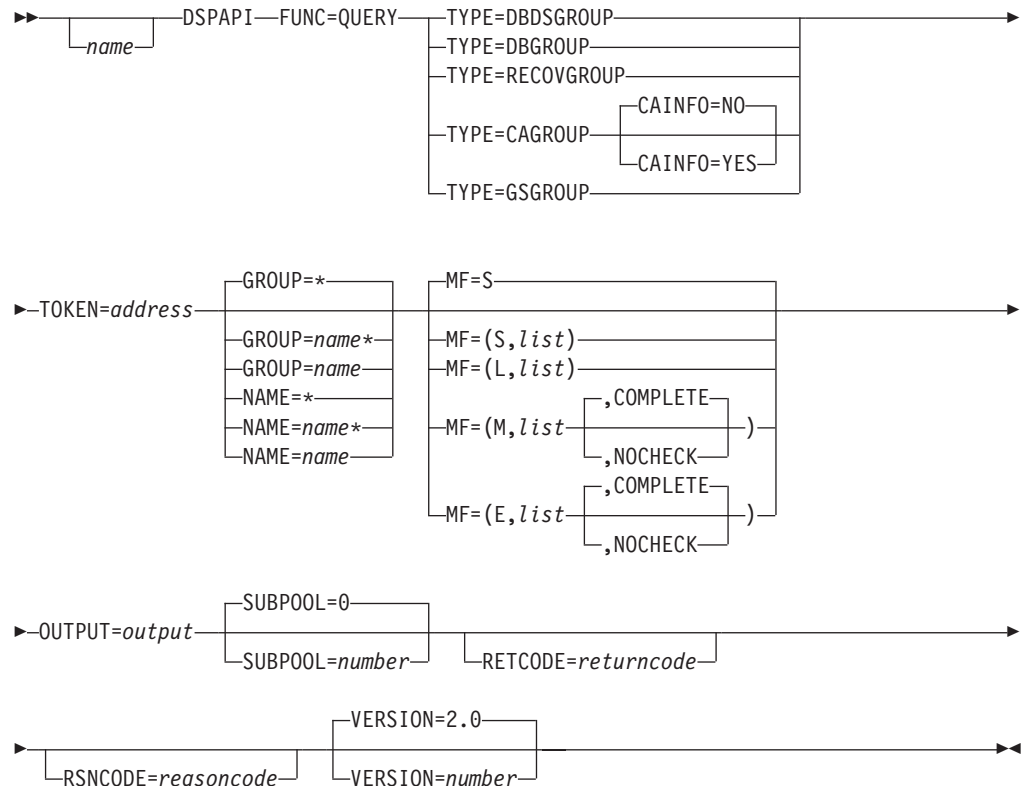 DSPAPI FUNC=QUERY TYPE=DBDSGROUP
name TYPE=DBGROUP
TYPE=RECOVGROUP
CAINFO=NO
TYPE=CAGROUP
CAINFO=YES
TYPE=GSGROUP
GROUP=* MF=S
TOKEN=address
GROUP=name* MF=(S,list)
GROUP=name MF=(L,list)
NAME=* ,COMPLETE
NAME=name* MF=(M,list )
NAME=name ,NOCHECK
,COMPLETE
MF=(E,list )
,NOCHECK
SUBPOOL=0
OUTPUT=output
SUBPOOL=number RETCODE=returncode
VERSION=2.0
RSNCODE=reasoncode VERSION=number